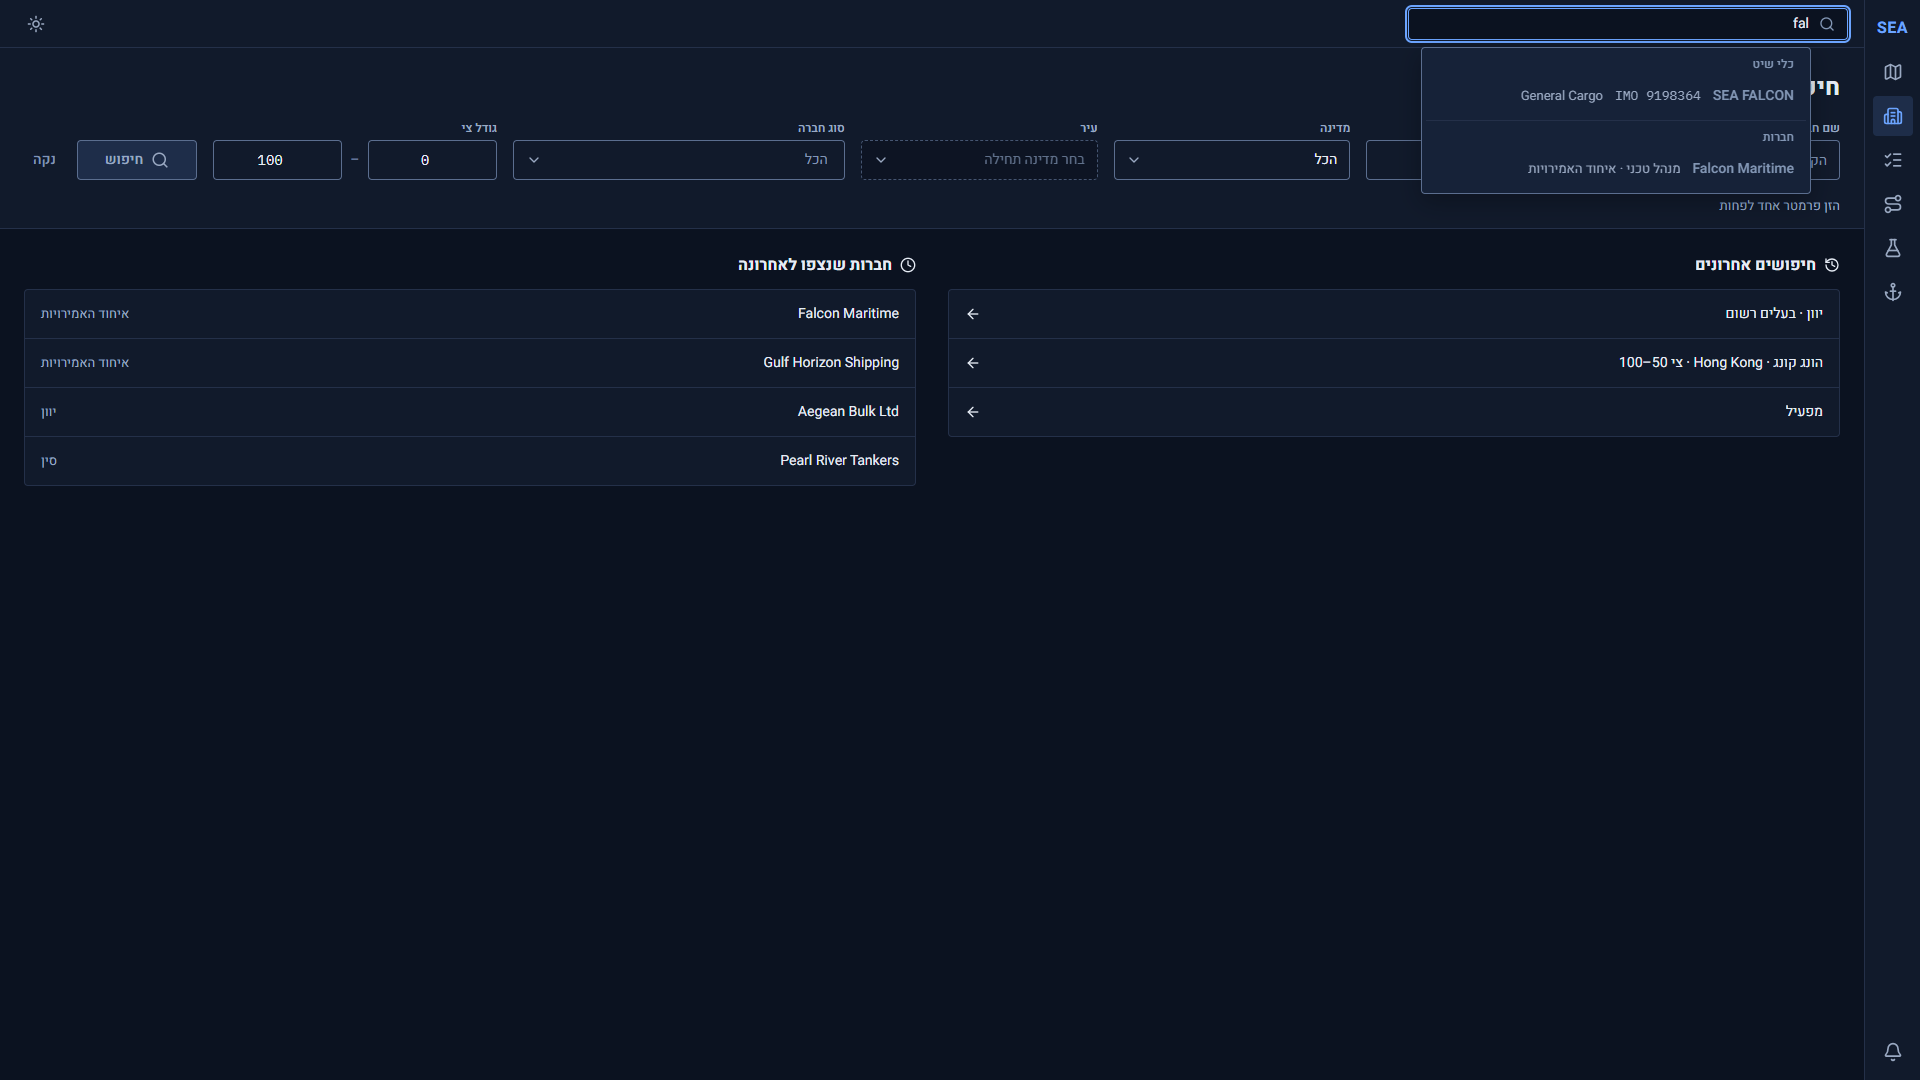 SEA
fal
כלי שיט
SEA FALCON IMO 9198364 General Cargo
חברות
Falcon Maritime מנהל טכני · איחוד האמירויות
מדינה
הכל
עיר
בחר מדינה תחילה
סוג חברה
הכל
גודל צי
0 – 100
חיפוש
נקה
הזן פרמטר אחד לפחות
חיפושים אחרונים
יוון · בעלים רשום
הונג קונג · Hong Kong · צי 50–100
מפעיל
חברות שנצפו לאחרונה
Falcon Maritime איחוד האמירויות
Gulf Horizon Shipping איחוד האמירויות
Aegean Bulk Ltd יוון
Pearl River Tankers סין